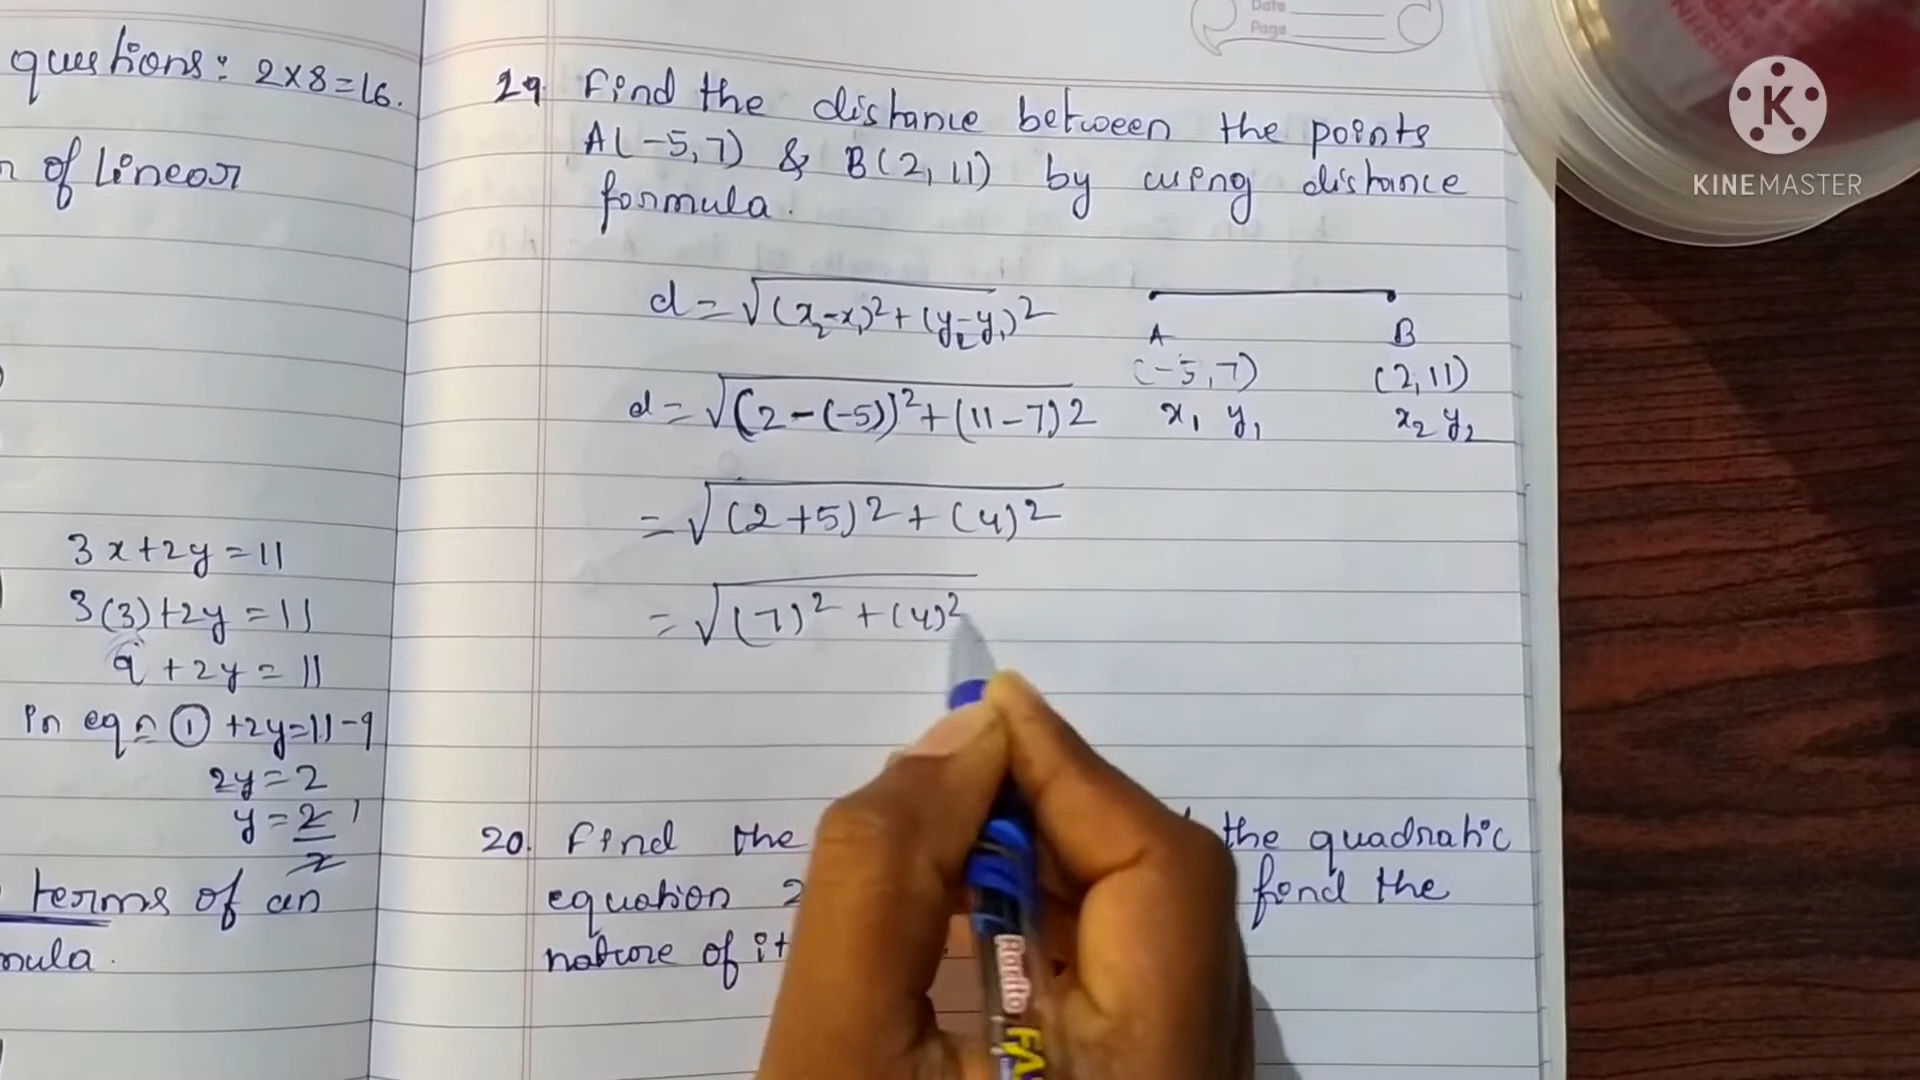 Date
Page
questions: 2×8=16.
of linear
3x+2y=11
3(3)+2y=11
9+2y=11
In eqn ① +2y=11-9
2y=2
y=2/2 1
terms of an
29. Find the distance between the points
A(-5,7) & B(2,11) by using distance
formula.
d=√(x₂-x₁)²+(y₂-y₁)²
A B
(-5,7) (2,11)
x₁ y₁ x₂ y₂
d=√(2-(-5))²+(11-7)2
=√(2+5)²+(4)²
=√(7)²+(4)²
20. Find the the quadratic
equation 2 find the
nature of it
K
KINEMASTER